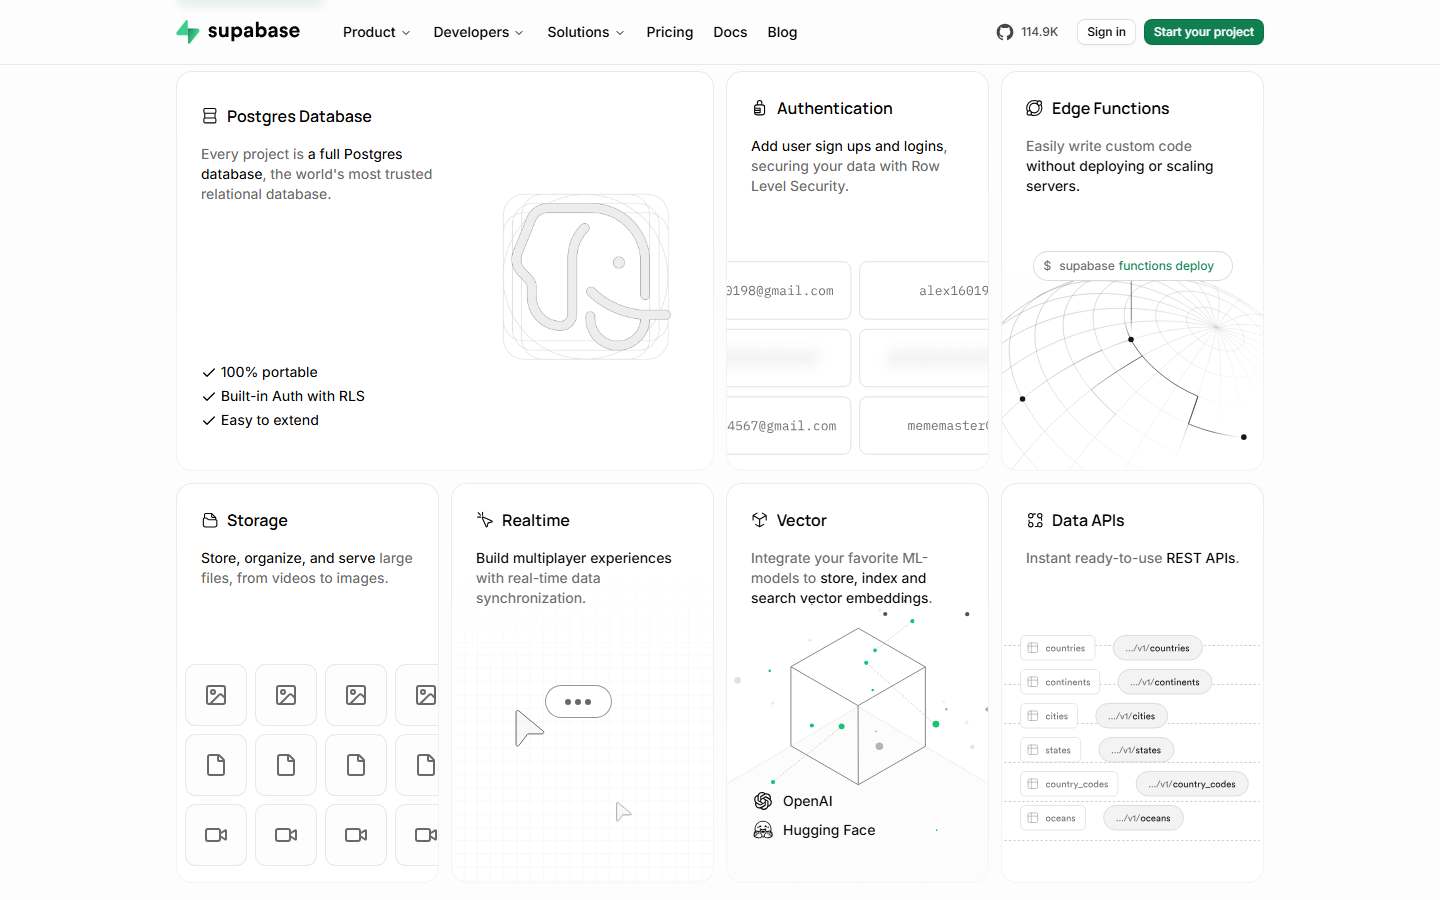 supabase
Product
Developers
Solutions
Pricing
Docs
Blog
114.9K
Sign in
Start your project
Postgres Database
Every project is a full Postgres
database, the world's most trusted
relational database.
100% portable
Built-in Auth with RLS
Easy to extend
Authentication
Add user sign ups and logins,
securing your data with Row
Level Security.
0198@gmail.com
alex16019
4567@gmail.com
mememaster
Edge Functions
Easily write custom code
without deploying or scaling
servers.
$ supabase functions deploy
Storage
Store, organize, and serve large
files, from videos to images.
Realtime
Build multiplayer experiences
with real-time data
synchronization.
Vector
Integrate your favorite ML-
models to store, index and
search vector embeddings.
OpenAI
Hugging Face
Data APIs
Instant ready-to-use REST APIs.
countries
.../v1/countries
continents
.../v1/continents
cities
.../v1/cities
states
.../v1/states
country_codes
.../v1/country_codes
oceans
.../v1/oceans